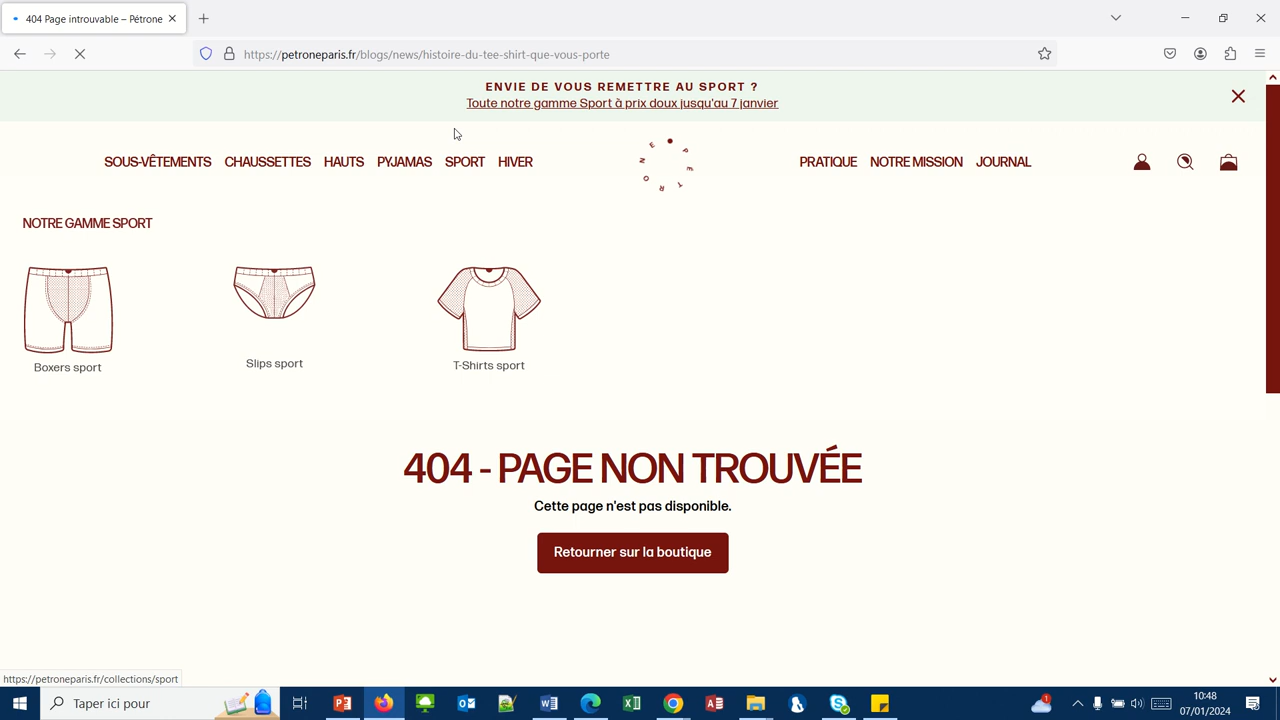 404 Page introuvable – Pétrone
https://petroneparis.fr/blogs/news/histoire-du-tee-shirt-que-vous-porte
ENVIE DE VOUS REMETTRE AU SPORT ?
Toute notre gamme Sport à prix doux jusqu'au 7 janvier
SOUS-VÊTEMENTS CHAUSSETTES HAUTS PYJAMAS SPORT HIVER
PÉTRONE
PRATIQUE NOTRE MISSION JOURNAL
NOTRE GAMME SPORT
Boxers sport
Slips sport
T-Shirts sport
404 - PAGE NON TROUVÉE
Cette page n'est pas disponible.
Retourner sur la boutique
https://petroneparis.fr/collections/sport
Taper ici pour
10:48
07/01/2024